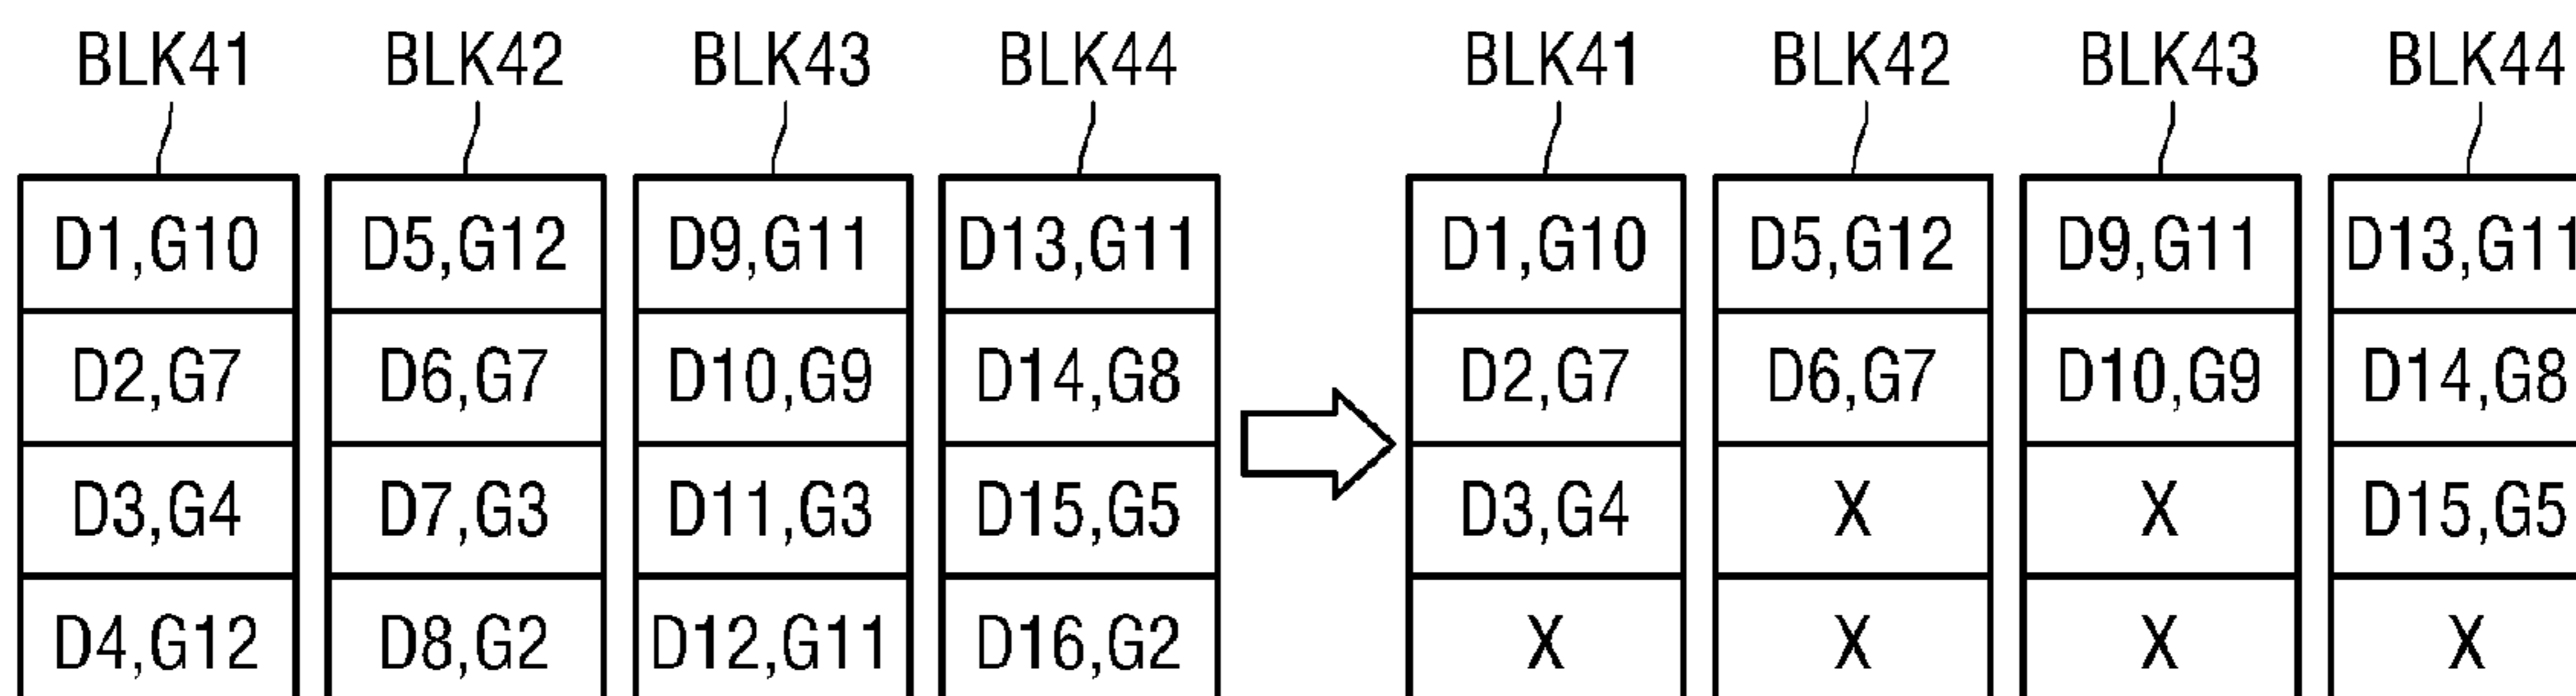 BLK41 BLK42 BLK43 BLK44 BLK41 BLK42 BLK43 BLK44
D1,G10 D5,G12 D9,G11 D13,G11 D1,G10 D5,G12 D9,G11 D13,G11
D2,G7 D6,G7 D10,G9 D14,G8 D2,G7 D6,G7 D10,G9 D14,G8
D3,G4 D7,G3 D11,G3 D15,G5 D3,G4 X X D15,G5
D4,G12 D8,G2 D12,G11 D16,G2 X X X X